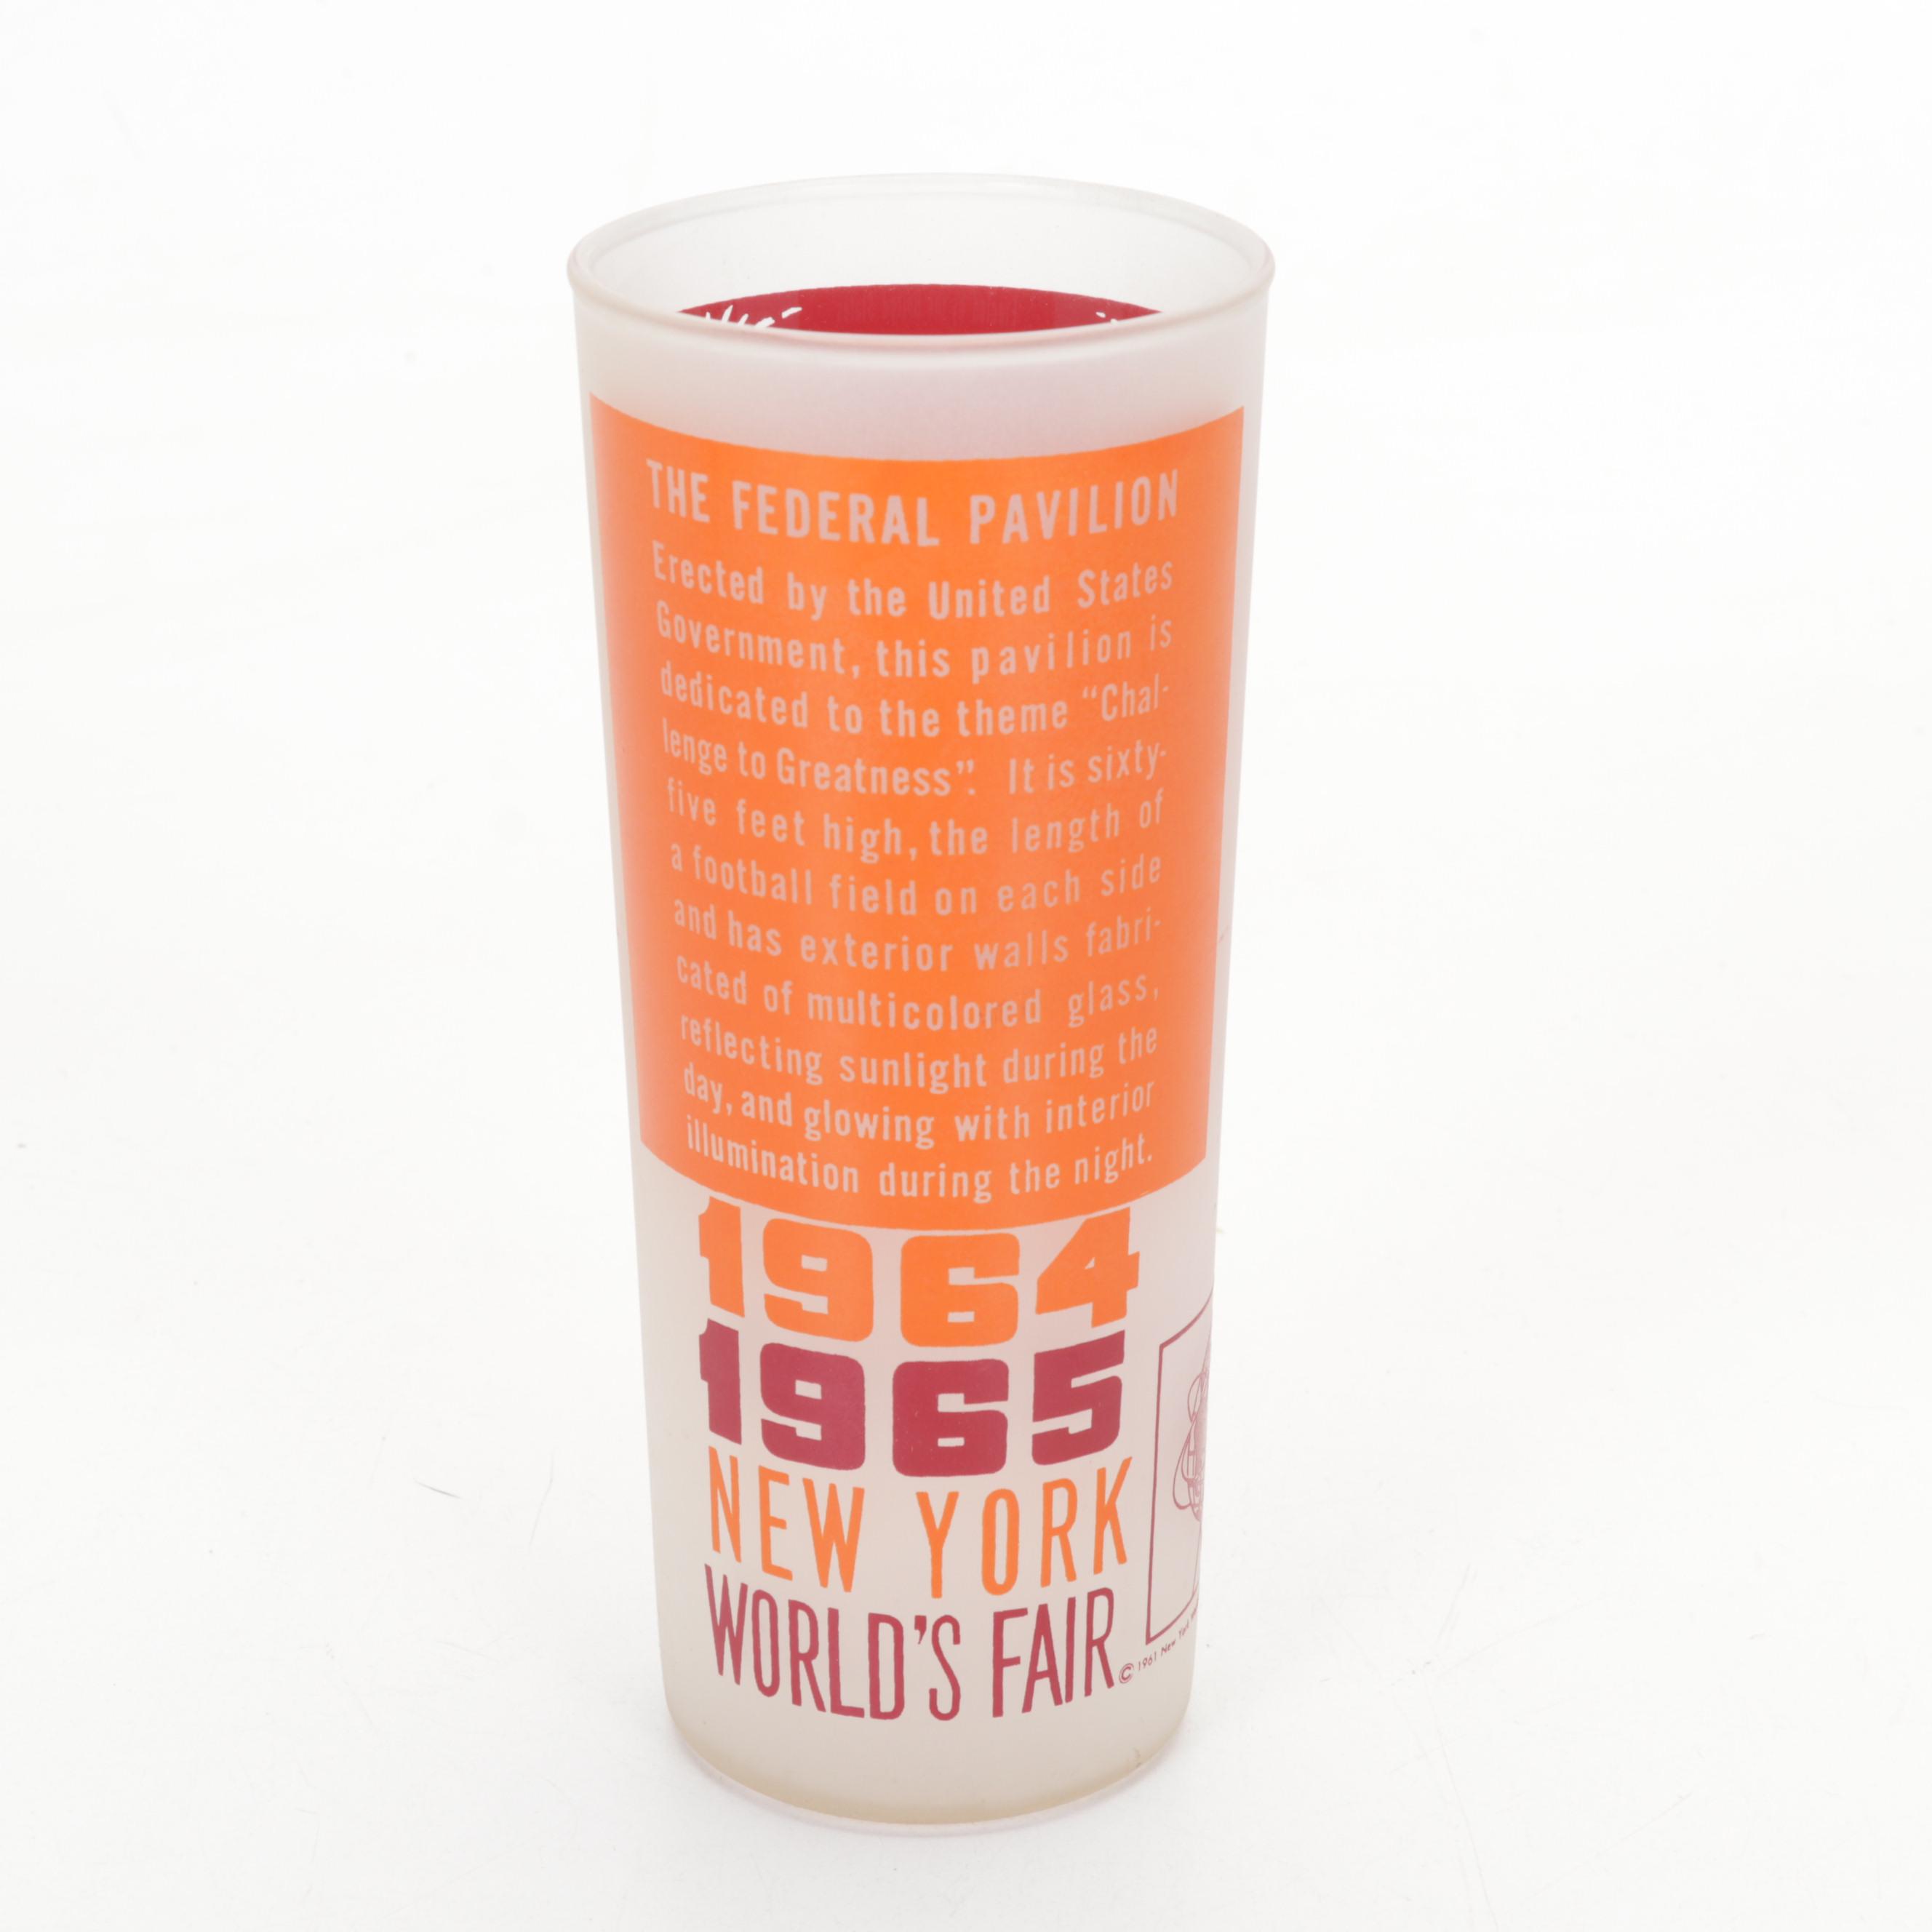 THE FEDERAL PAVILION
Erected by the United States
Government, this pavilion is
dedicated to the theme “Chal-
lenge to Greatness”. It is sixty-
five feet high, the length of
a football field on each side
and has exterior walls fabri-
cated of multicolored glass,
reflecting sunlight during the
day, and glowing with interior
illumination during the night.
1964
1965
NEW YORK
WORLD'S FAIR
© 1961 New York